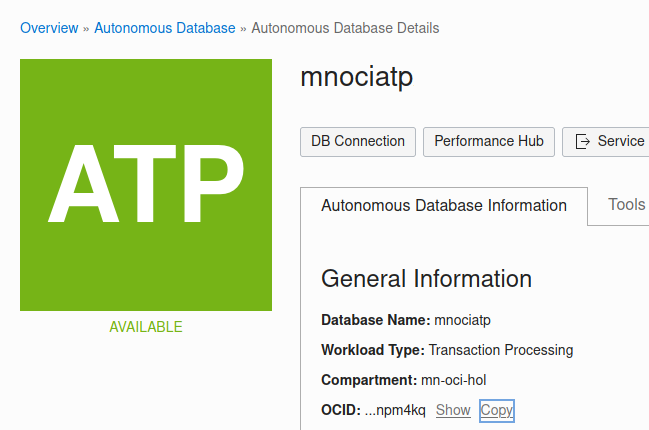 Overview » Autonomous Database » Autonomous Database Details
ATP
AVAILABLE
mnociatp
DB Connection Performance Hub Service
Autonomous Database Information Tools
General Information
Database Name: mnociatp
Workload Type: Transaction Processing
Compartment: mn-oci-hol
OCID: ...npm4kq Show Copy